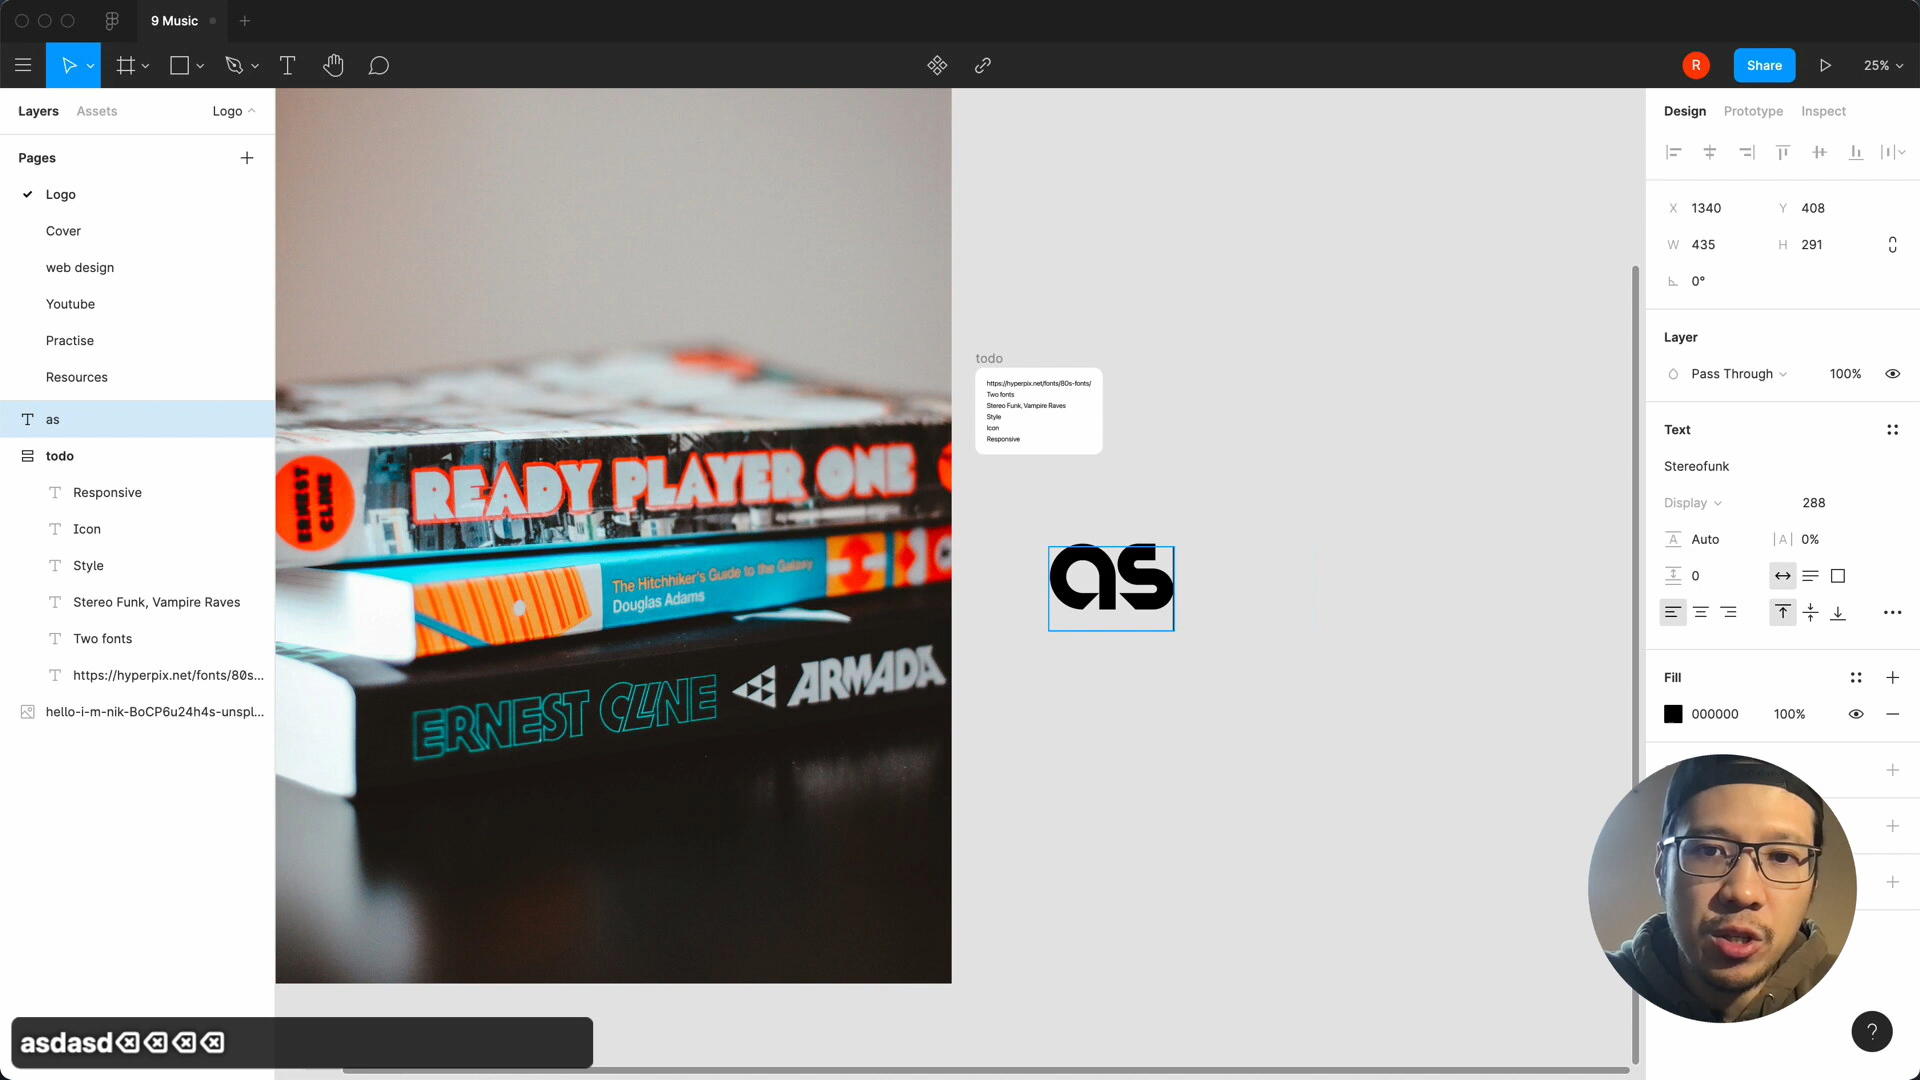 9 Music
R
Share
25%
Layers
Assets
Logo
Pages
Logo
Cover
web design
Youtube
Practise
Resources
as
todo
Responsive
Icon
Style
Stereo Funk, Vampire Raves
Two fonts
https://hyperpix.net/fonts/80s...
hello-i-m-nik-BoCP6u24h4s-unspl...
ERNEST
CLINE
READY PLAYER ONE
The Hitchhiker's Guide to the Galaxy
Douglas Adams
ERNEST CLINE
ARMADA
todo
https://hyperpix.net/fonts/80s-fonts/
Two fonts
Stereo Funk, Vampire Raves
Style
Icon
Responsive
as
Design
Prototype
Inspect
X 1340
Y 408
W 435
H 291
0°
Layer
Pass Through
100%
Text
Stereofunk
Display
288
A Auto
|A| 0%
0
Fill
000000
100%
?
asdasd